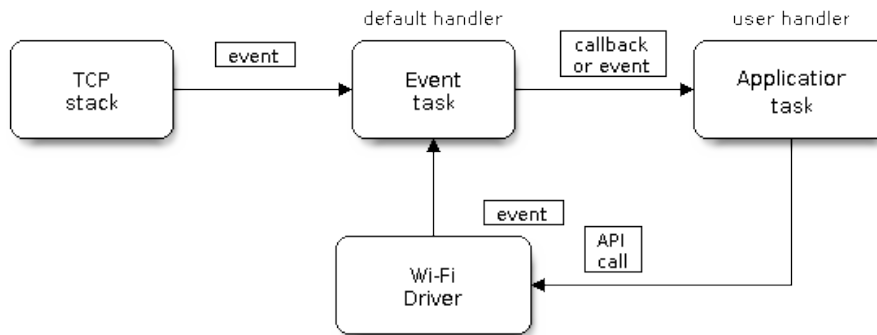 default handler
user handler
event
callback
or event
TCP
stack
Event
task
Application
task
event
API
call
Wi-Fi
Driver